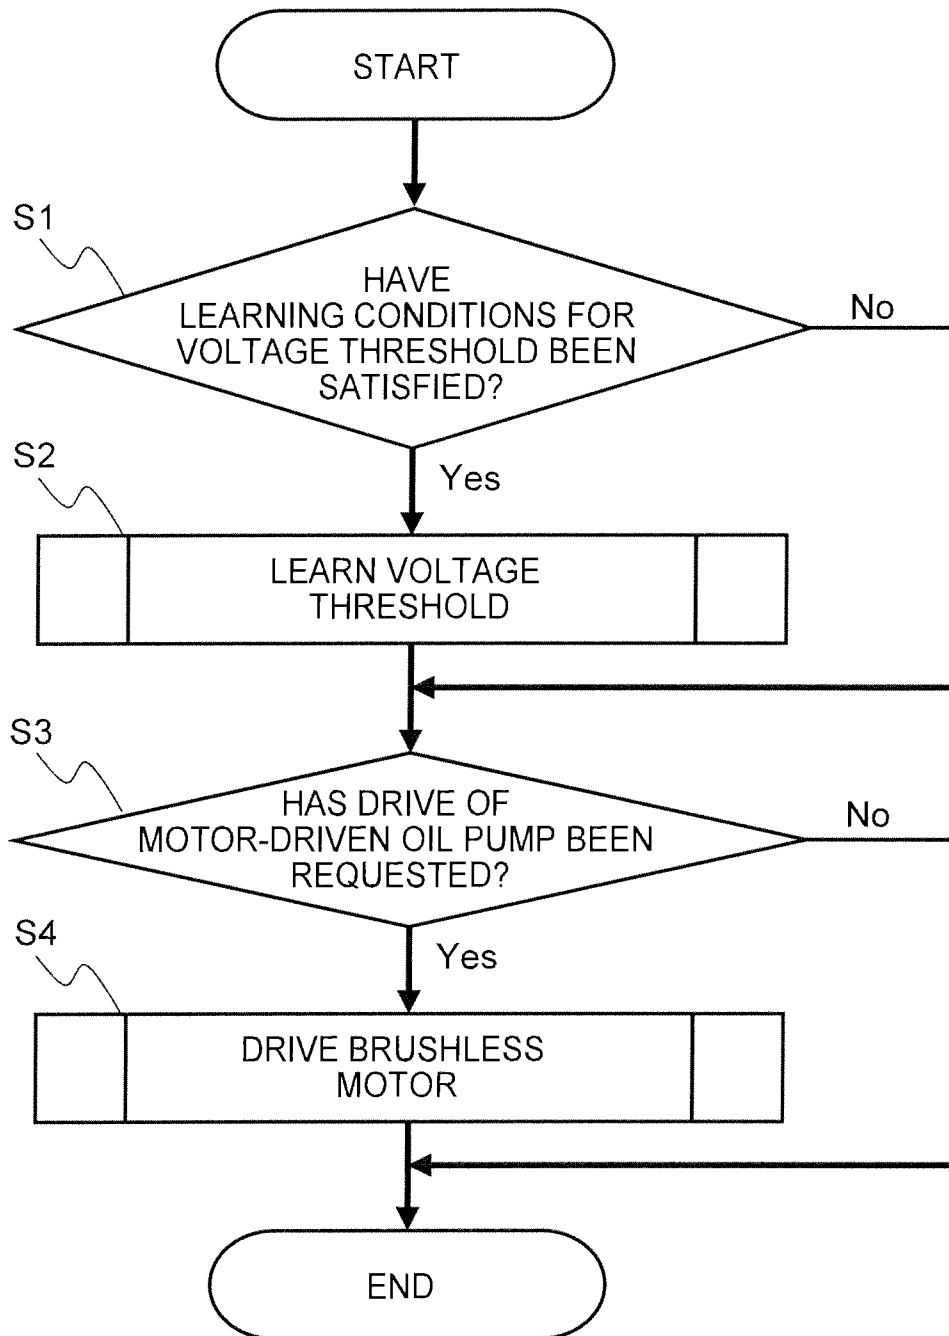 START
S1
HAVE
LEARNING CONDITIONS FOR
VOLTAGE THRESHOLD BEEN
SATISFIED?
No
Yes
S2
LEARN VOLTAGE
THRESHOLD
S3
HAS DRIVE OF
MOTOR-DRIVEN OIL PUMP BEEN
REQUESTED?
No
Yes
S4
DRIVE BRUSHLESS
MOTOR
END